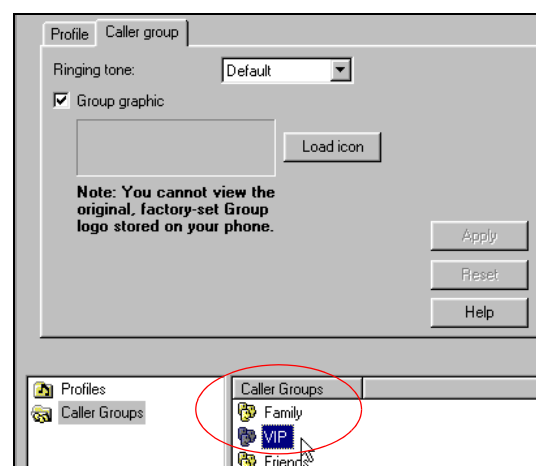 Profile Caller group
Ringing tone: Default
Group graphic
Load icon
Note: You cannot view the
original, factory-set Group
logo stored on your phone.
Apply
Reset
Help
Profiles
Caller Groups
Caller Groups
Family
VIP
Friends